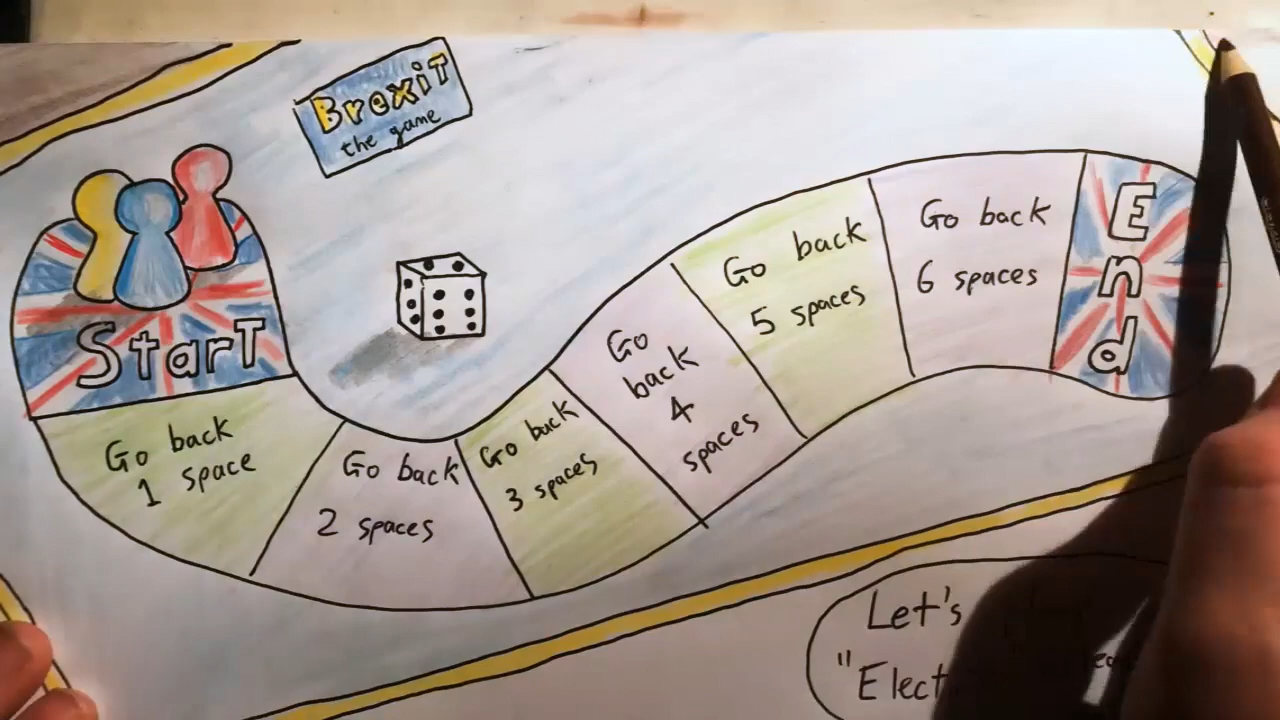 BrexiT
the game
StarT
Go back
1 space
Go back
2 spaces
Go back
3 spaces
Go
back
4
spaces
Go back
5 spaces
Go back
6 spaces
End
Let's
"Elect